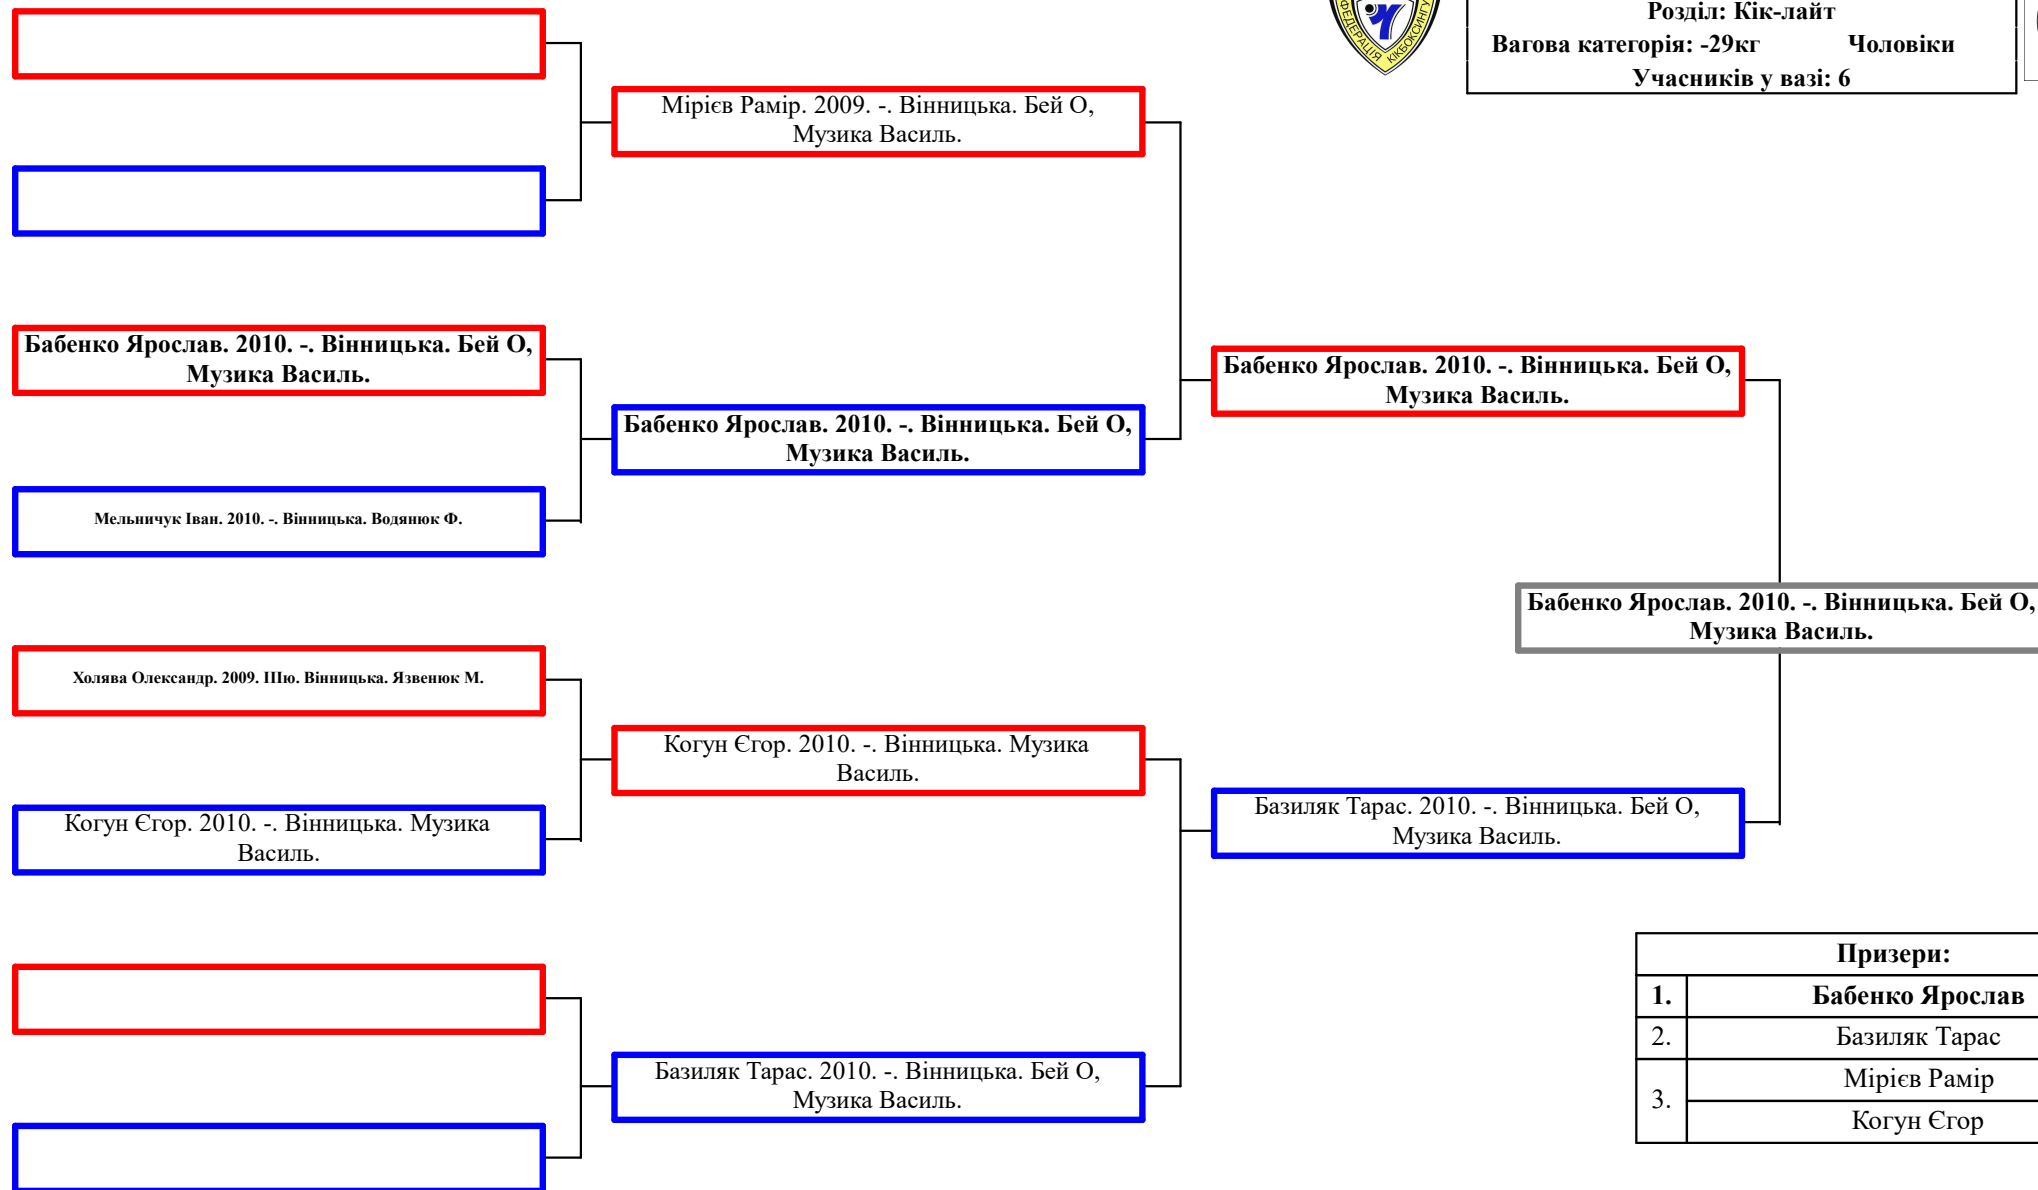 ФЕДЕРАЦІЯ КІКБОКСИНГУ
Розділ: Кік-лайт
Вагова категорія: -29кг Чоловіки
Учасників у вазі: 6
Мірієв Рамір. 2009. -. Вінницька. Бей О,
Музика Василь.
Бабенко Ярослав. 2010. -. Вінницька. Бей О,
Музика Василь.
Бабенко Ярослав. 2010. -. Вінницька. Бей О,
Музика Василь.
Бабенко Ярослав. 2010. -. Вінницька. Бей О,
Музика Василь.
Мельничук Іван. 2010. -. Вінницька. Водянюк Ф.
Бабенко Ярослав. 2010. -. Вінницька. Бей О,
Музика Василь.
Холява Олександр. 2009. ІІІю. Вінницька. Язвенюк М.
Когун Єгор. 2010. -. Вінницька. Музика
Василь.
Когун Єгор. 2010. -. Вінницька. Музика
Василь.
Базиляк Тарас. 2010. -. Вінницька. Бей О,
Музика Василь.
Базиляк Тарас. 2010. -. Вінницька. Бей О,
Музика Василь.
Призери:
1. Бабенко Ярослав
2. Базиляк Тарас
3. Мірієв Рамір
Когун Єгор